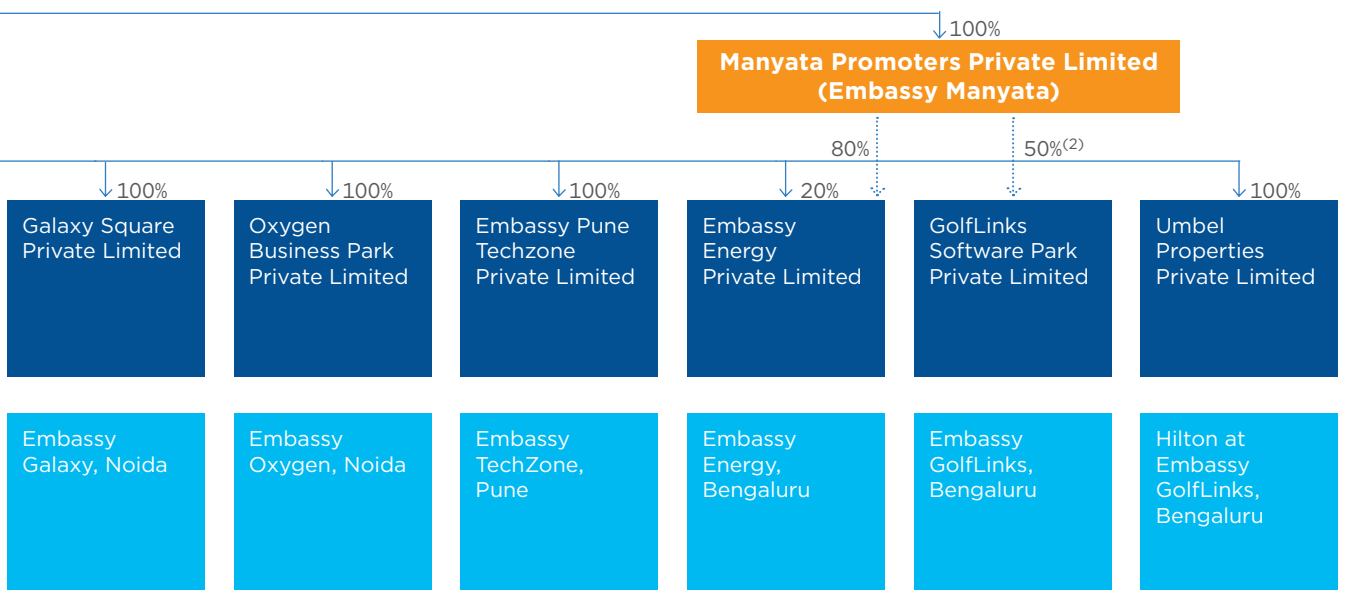 100%
Manyata Promoters Private Limited
(Embassy Manyata)
80%
50%(2)
100%
100%
100%
20%
100%
Galaxy Square
Private Limited
Oxygen
Business Park
Private Limited
Embassy Pune
Techzone
Private Limited
Embassy
Energy
Private Limited
GolfLinks
Software Park
Private Limited
Umbel
Properties
Private Limited
Embassy
Galaxy, Noida
Embassy
Oxygen, Noida
Embassy
TechZone,
Pune
Embassy
Energy,
Bengaluru
Embassy
GolfLinks,
Bengaluru
Hilton at
Embassy
GolfLinks,
Bengaluru